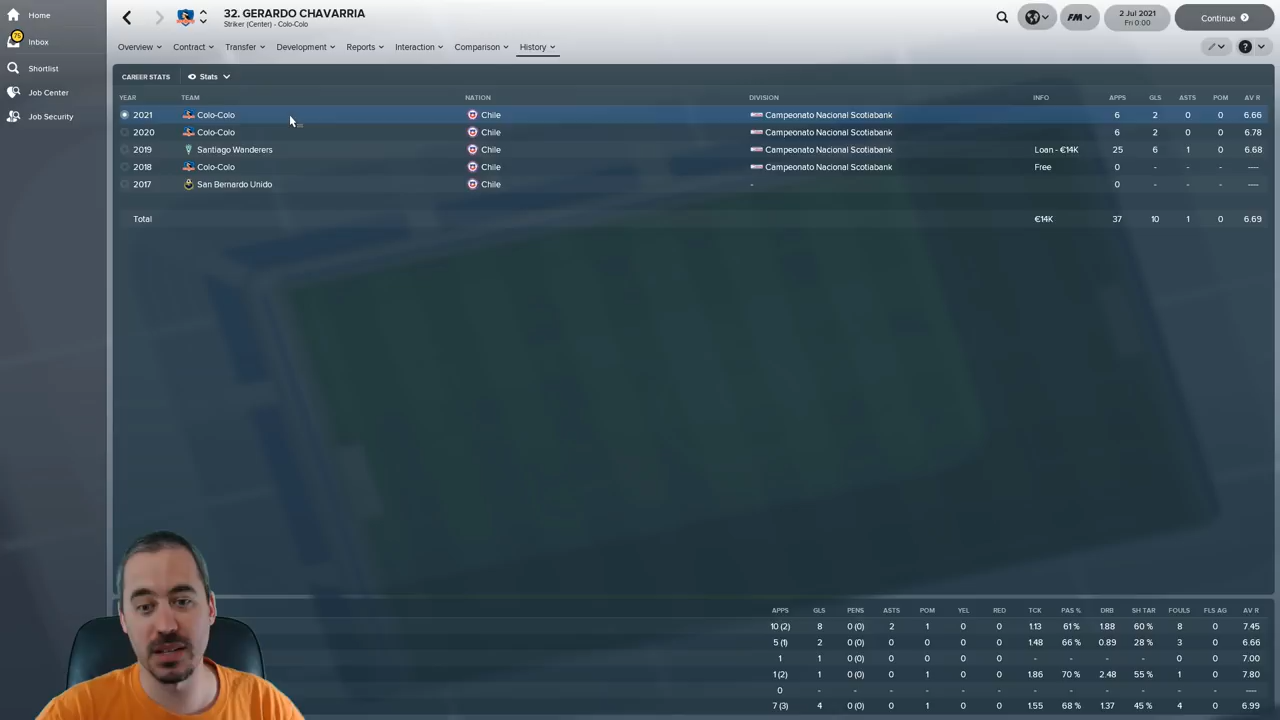 Home
75
Inbox
Shortlist
Job Center
Job Security
32. GERARDO CHAVARRIA
Striker (Center) - Colo-Colo
FM
2 Jul 2021
Fri 0:00
Continue
Overview Contract Transfer Development Reports Interaction Comparison History
?
CAREER STATS Stats
YEAR TEAM NATION DIVISION INFO APPS GLS ASTS POM AV R
2021 Colo-Colo Chile Campeonato Nacional Scotiabank 6 2 0 0 6.66
2020 Colo-Colo Chile Campeonato Nacional Scotiabank 6 2 0 0 6.78
2019 Santiago Wanderers Chile Campeonato Nacional Scotiabank Loan - €14K 25 6 1 0 6.68
2018 Colo-Colo Chile Campeonato Nacional Scotiabank Free 0 - - - ----
2017 San Bernardo Unido Chile - 0 - - - ----
Total €14K 37 10 1 0 6.69
APPS GLS PENS ASTS POM YEL RED TCK PAS % DRB SH TAR FOULS FLS AG AV R
10 (2) 8 0 (0) 2 1 0 0 1.13 61 % 1.88 60 % 8 0 7.45
5 (1) 2 0 (0) 0 0 0 0 1.48 66 % 0.89 28 % 3 0 6.66
1 1 0 (0) 0 0 0 0 - - - - 0 0 7.00
1 (2) 1 0 (0) 0 0 0 0 1.86 70 % 2.48 55 % 1 0 7.80
0 - - - - - - - - - - - - ----
7 (3) 4 0 (0) 0 1 0 0 1.55 68 % 1.37 45 % 4 0 6.99